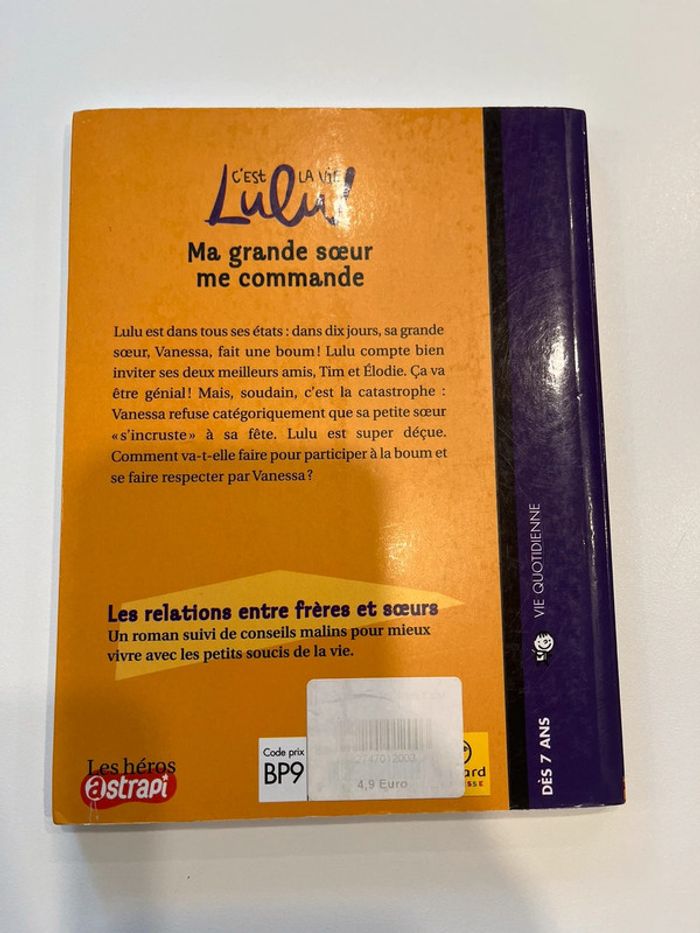 C'EST LA VIE
Lulu!
Ma grande sœur
me commande
Lulu est dans tous ses états : dans dix jours, sa grande
sœur, Vanessa, fait une boum ! Lulu compte bien
inviter ses deux meilleurs amis, Tim et Élodie. Ça va
être génial ! Mais, soudain, c'est la catastrophe :
Vanessa refuse catégoriquement que sa petite sœur
« s'incruste » à sa fête. Lulu est super déçue.
Comment va-t-elle faire pour participer à la boum et
se faire respecter par Vanessa ?
Les relations entre frères et sœurs
Un roman suivi de conseils malins pour mieux
vivre avec les petits soucis de la vie.
Les héros
astrapi
Code prix
BP9
2747012003
4,9 Euro
DÈS 7 ANS
VIE QUOTIDIENNE